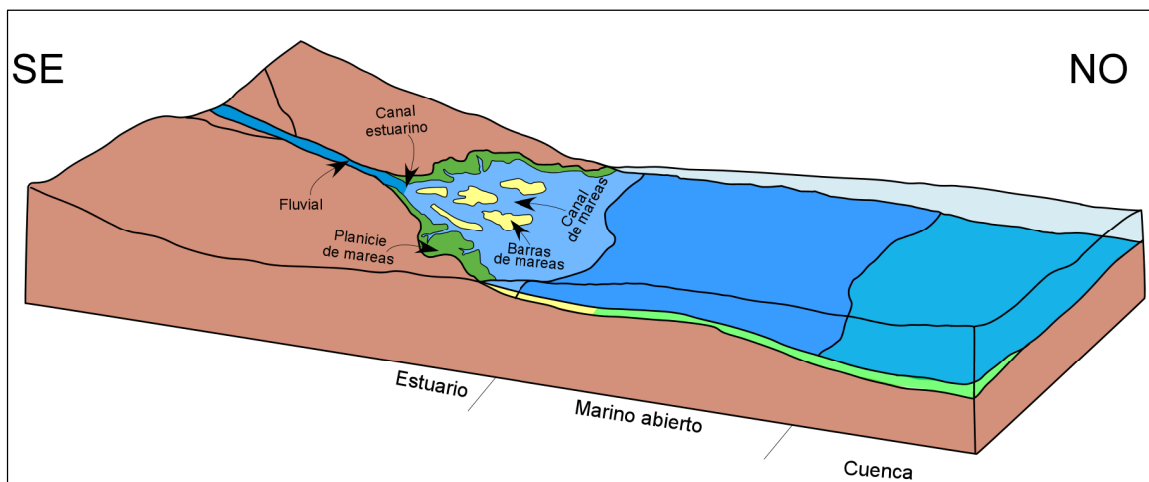 SE
NO
Canal
estuarino
Fluvial
Canal
de mareas
Planicie
de mareas
Barras
de mareas
Estuario
Marino abierto
Cuenca